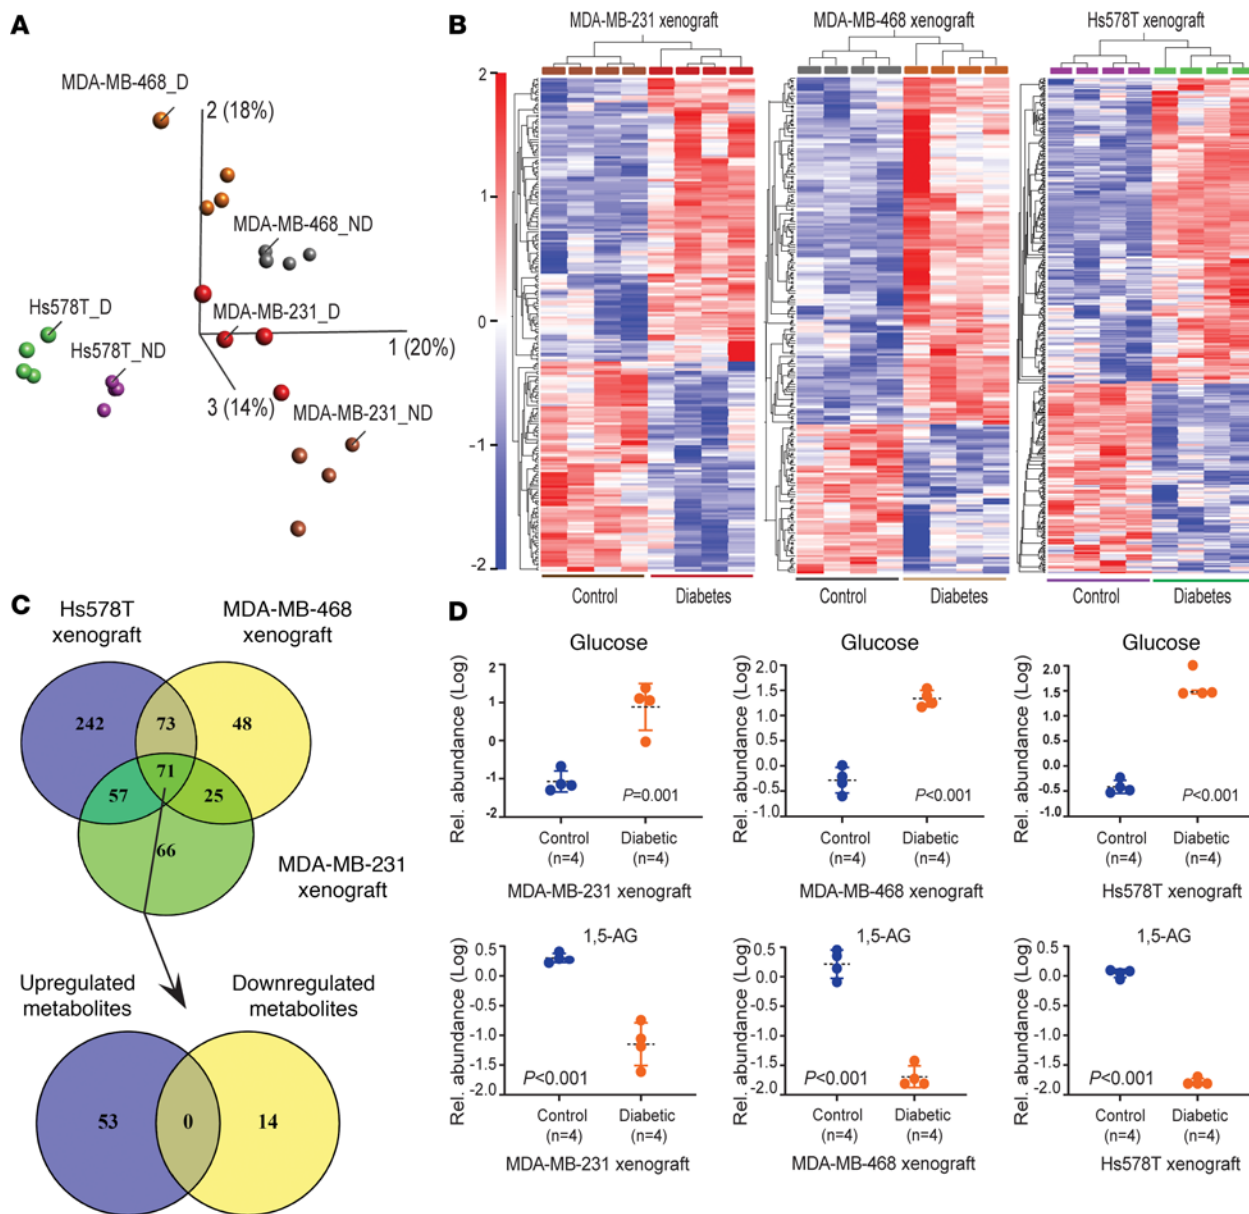 A
MDA-MB-468_D
2 (18%)
MDA-MB-468_ND
Hs578T_D
MDA-MB-231_D
Hs578T_ND
1 (20%)
3 (14%)
MDA-MB-231_ND
B
MDA-MB-231 xenograft
MDA-MB-468 xenograft
Hs578T xenograft
2
1
0
-1
-2
Control
Diabetes
Control
Diabetes
Control
Diabetes
C
Hs578T
xenograft
MDA-MB-468
xenograft
242
73
48
71
57
25
66
MDA-MB-231
xenograft
Upregulated
metabolites
Downregulated
metabolites
53
0
14
D
Glucose
Rel. abundance (Log)
2
1
0
-1
-2
P=0.001
Control
(n=4)
Diabetic
(n=4)
MDA-MB-231 xenograft
Glucose
Rel. abundance (Log)
2.0
1.5
1.0
0.5
0.0
-0.5
-1.0
P<0.001
Control
(n=4)
Diabetic
(n=4)
MDA-MB-468 xenograft
Glucose
Rel. abundance (Log)
2.0
1.5
1.0
0.5
0.0
-0.5
-1.0
P<0.001
Control
(n=4)
Diabetic
(n=4)
Hs578T xenograft
1,5-AG
Rel. abundance (Log)
0.5
0.0
-0.5
-1.0
-1.5
-2.0
P<0.001
Control
(n=4)
Diabetic
(n=4)
MDA-MB-231 xenograft
1,5-AG
Rel. abundance (Log)
0.5
0.0
-0.5
-1.0
-1.5
-2.0
P<0.001
Control
(n=4)
Diabetic
(n=4)
MDA-MB-468 xenograft
1,5-AG
Rel. abundance (Log)
0.5
0.0
-0.5
-1.0
-1.5
-2.0
P<0.001
Control
(n=4)
Diabetic
(n=4)
Hs578T xenograft